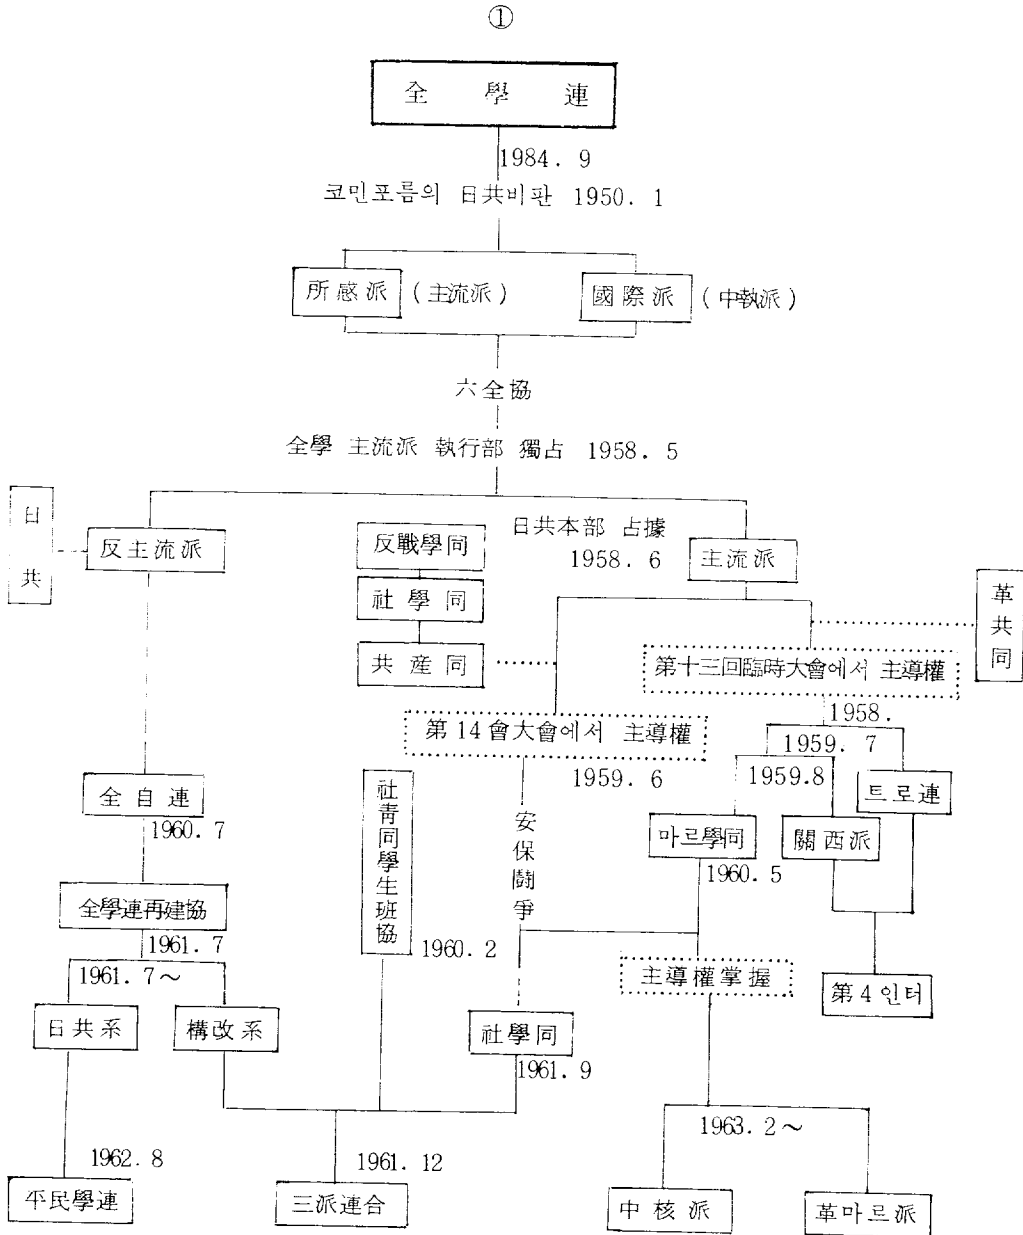 ①
全 學 連
1984. 9
코민포름의 日共비판 1950. 1
所感派 (主流派)
國際派 (中執派)
六全協
全學 主流派 執行部 獨占 1958. 5
日共
反主流派
反戰學同
社學同
共産同
日共本部 占據
1958. 6
主流派
革共同
第十三回臨時大會에서 主導權
1958.
第14會大會에서 主導權
1959. 6
1959. 7
1959.8
트로連
全自連
1960. 7
社靑同學生班協
1960. 2
安保鬪爭
마르學同
1960. 5
關西派
全學連再建協
1961. 7
1961. 7～
主導權掌握
第4인터
日共系
構改系
社學同
1961. 9
1963. 2～
1962. 8
1961. 12
平民學連
三派連合
中核派
革마르派